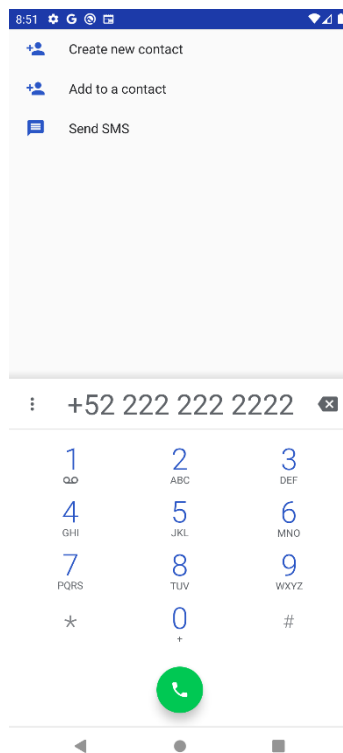 8:51
Create new contact
Add to a contact
Send SMS
+52 222 222 2222
1 2 3
ABC DEF
4 5 6
GHI JKL MNO
7 8 9
PQRS TUV WXYZ
* 0 #
+